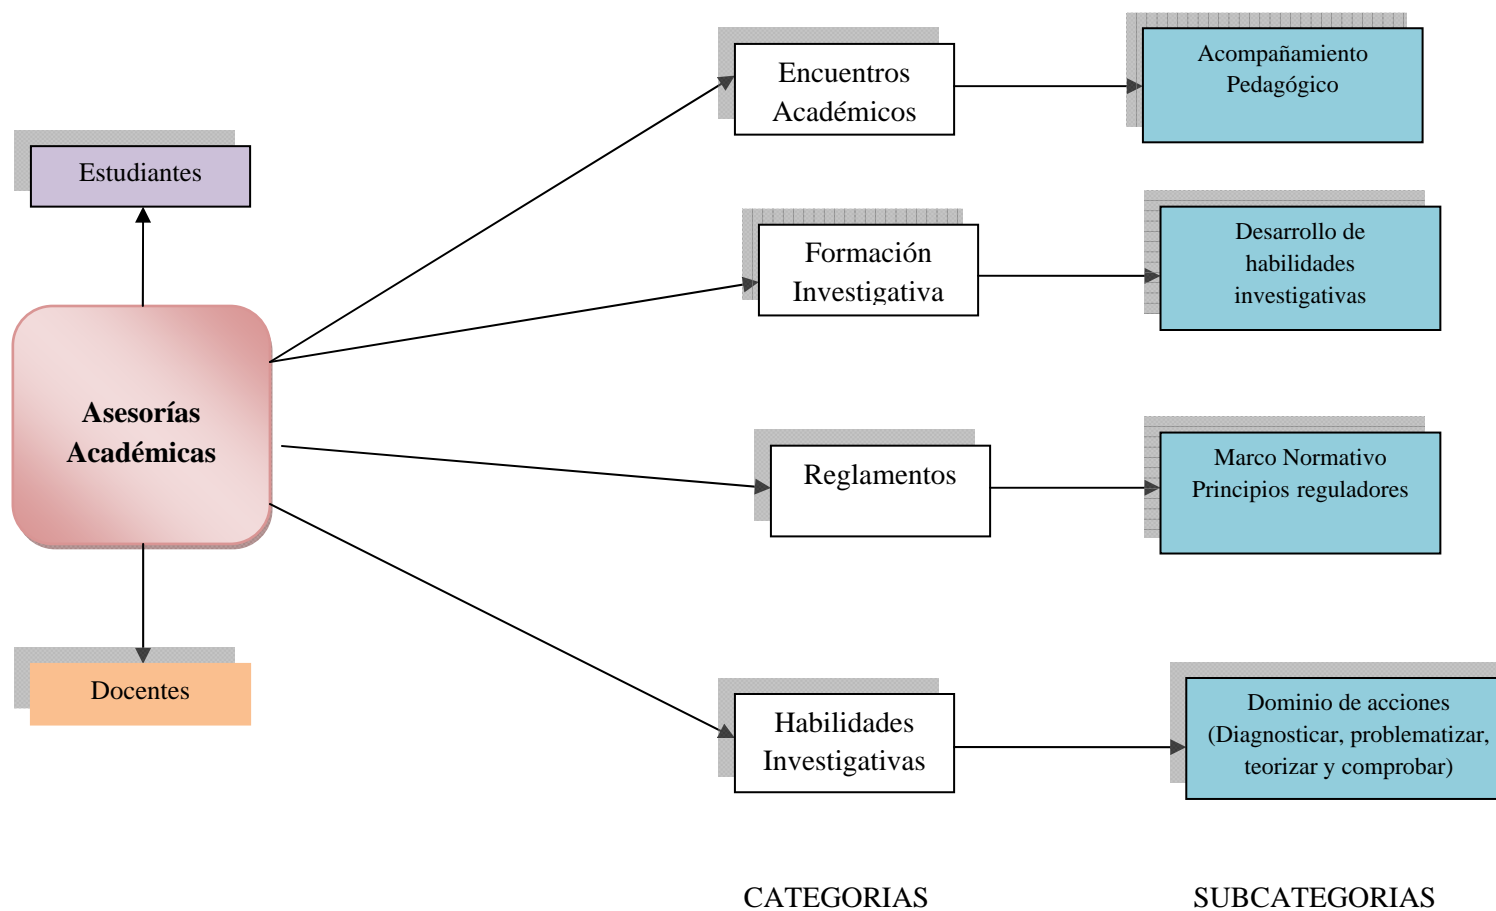 Encuentros
Académicos
Acompañamiento
Pedagógico
Estudiantes
Formación
Investigativa
Desarrollo de
habilidades
investigativas
Asesorías
Académicas
Reglamentos
Marco Normativo
Principios reguladores
Docentes
Habilidades
Investigativas
Dominio de acciones
(Diagnosticar, problematizar,
teorizar y comprobar)
CATEGORIAS
SUBCATEGORIAS